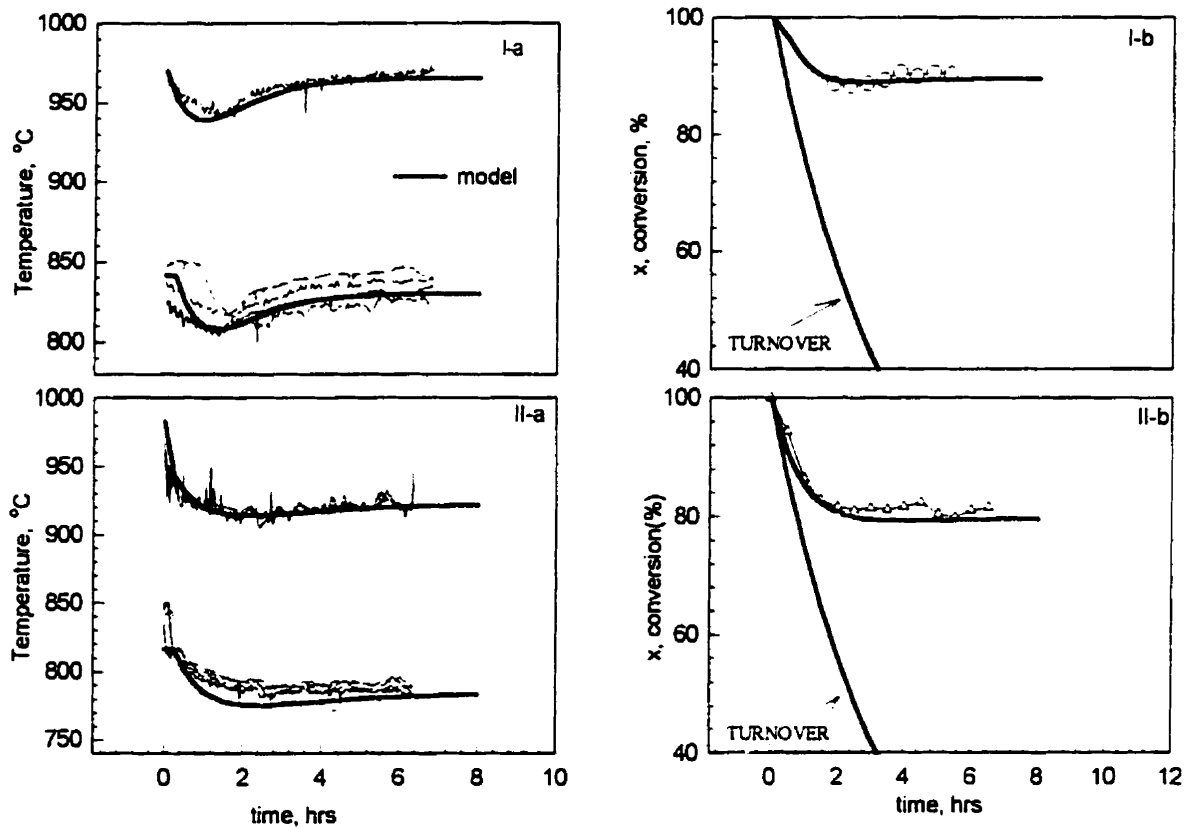 1000
950
900
850
800
Temperature, °C
I-a
model
100
80
60
40
x, conversion, %
I-b
TURNOVER
1000
950
900
850
800
750
Temperature, °C
II-a
0 2 4 6 8 10
time, hrs
100
80
60
40
x, conversion(%)
II-b
TURNOVER
0 2 4 6 8 10 12
time, hrs